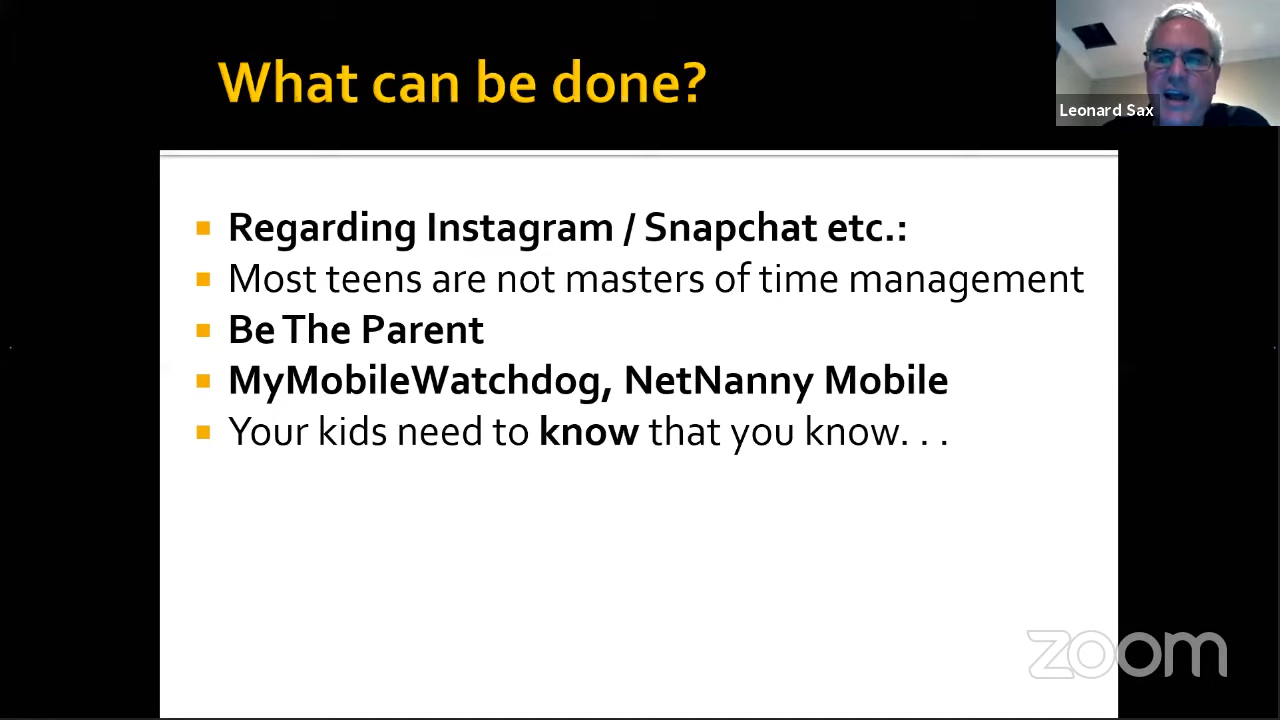 What can be done?
Leonard Sax
Regarding Instagram / Snapchat etc.:
Most teens are not masters of time management
Be The Parent
MyMobileWatchdog, NetNanny Mobile
Your kids need to know that you know. . .
zoom